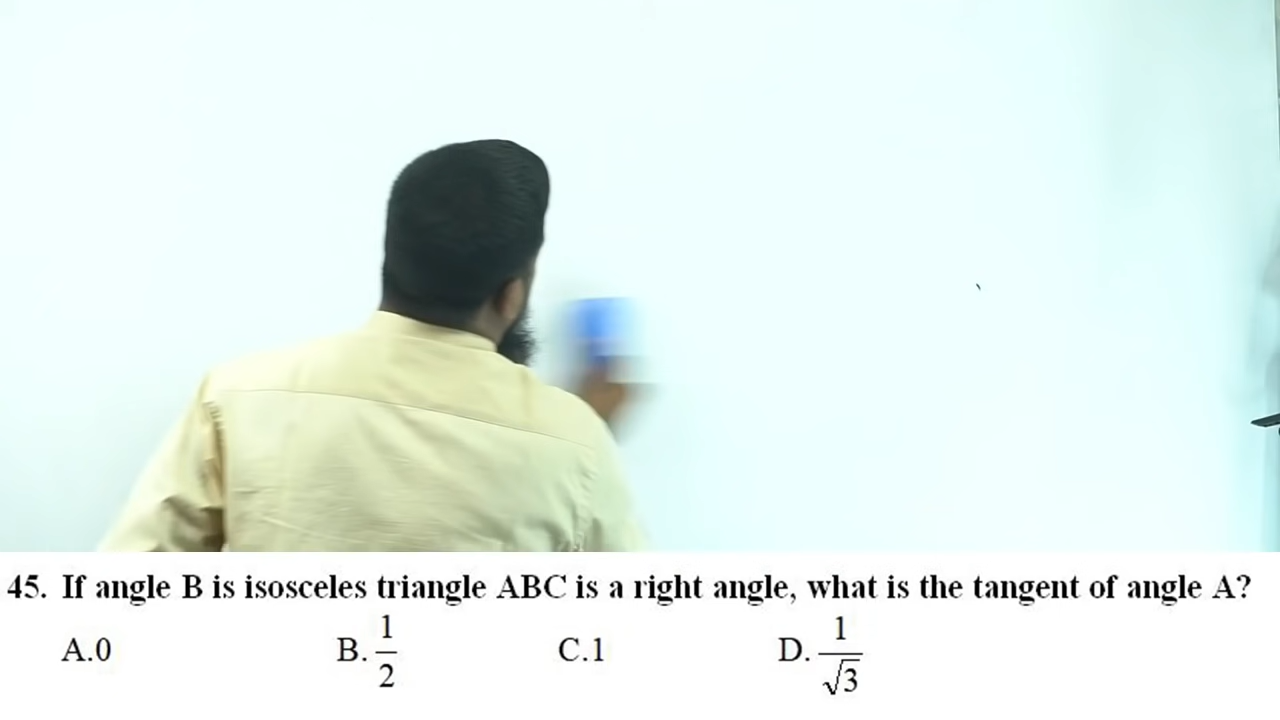 45. If angle B is isosceles triangle ABC is a right angle, what is the tangent of angle A?
A.0 B. 1/2 C.1 D. 1/√3